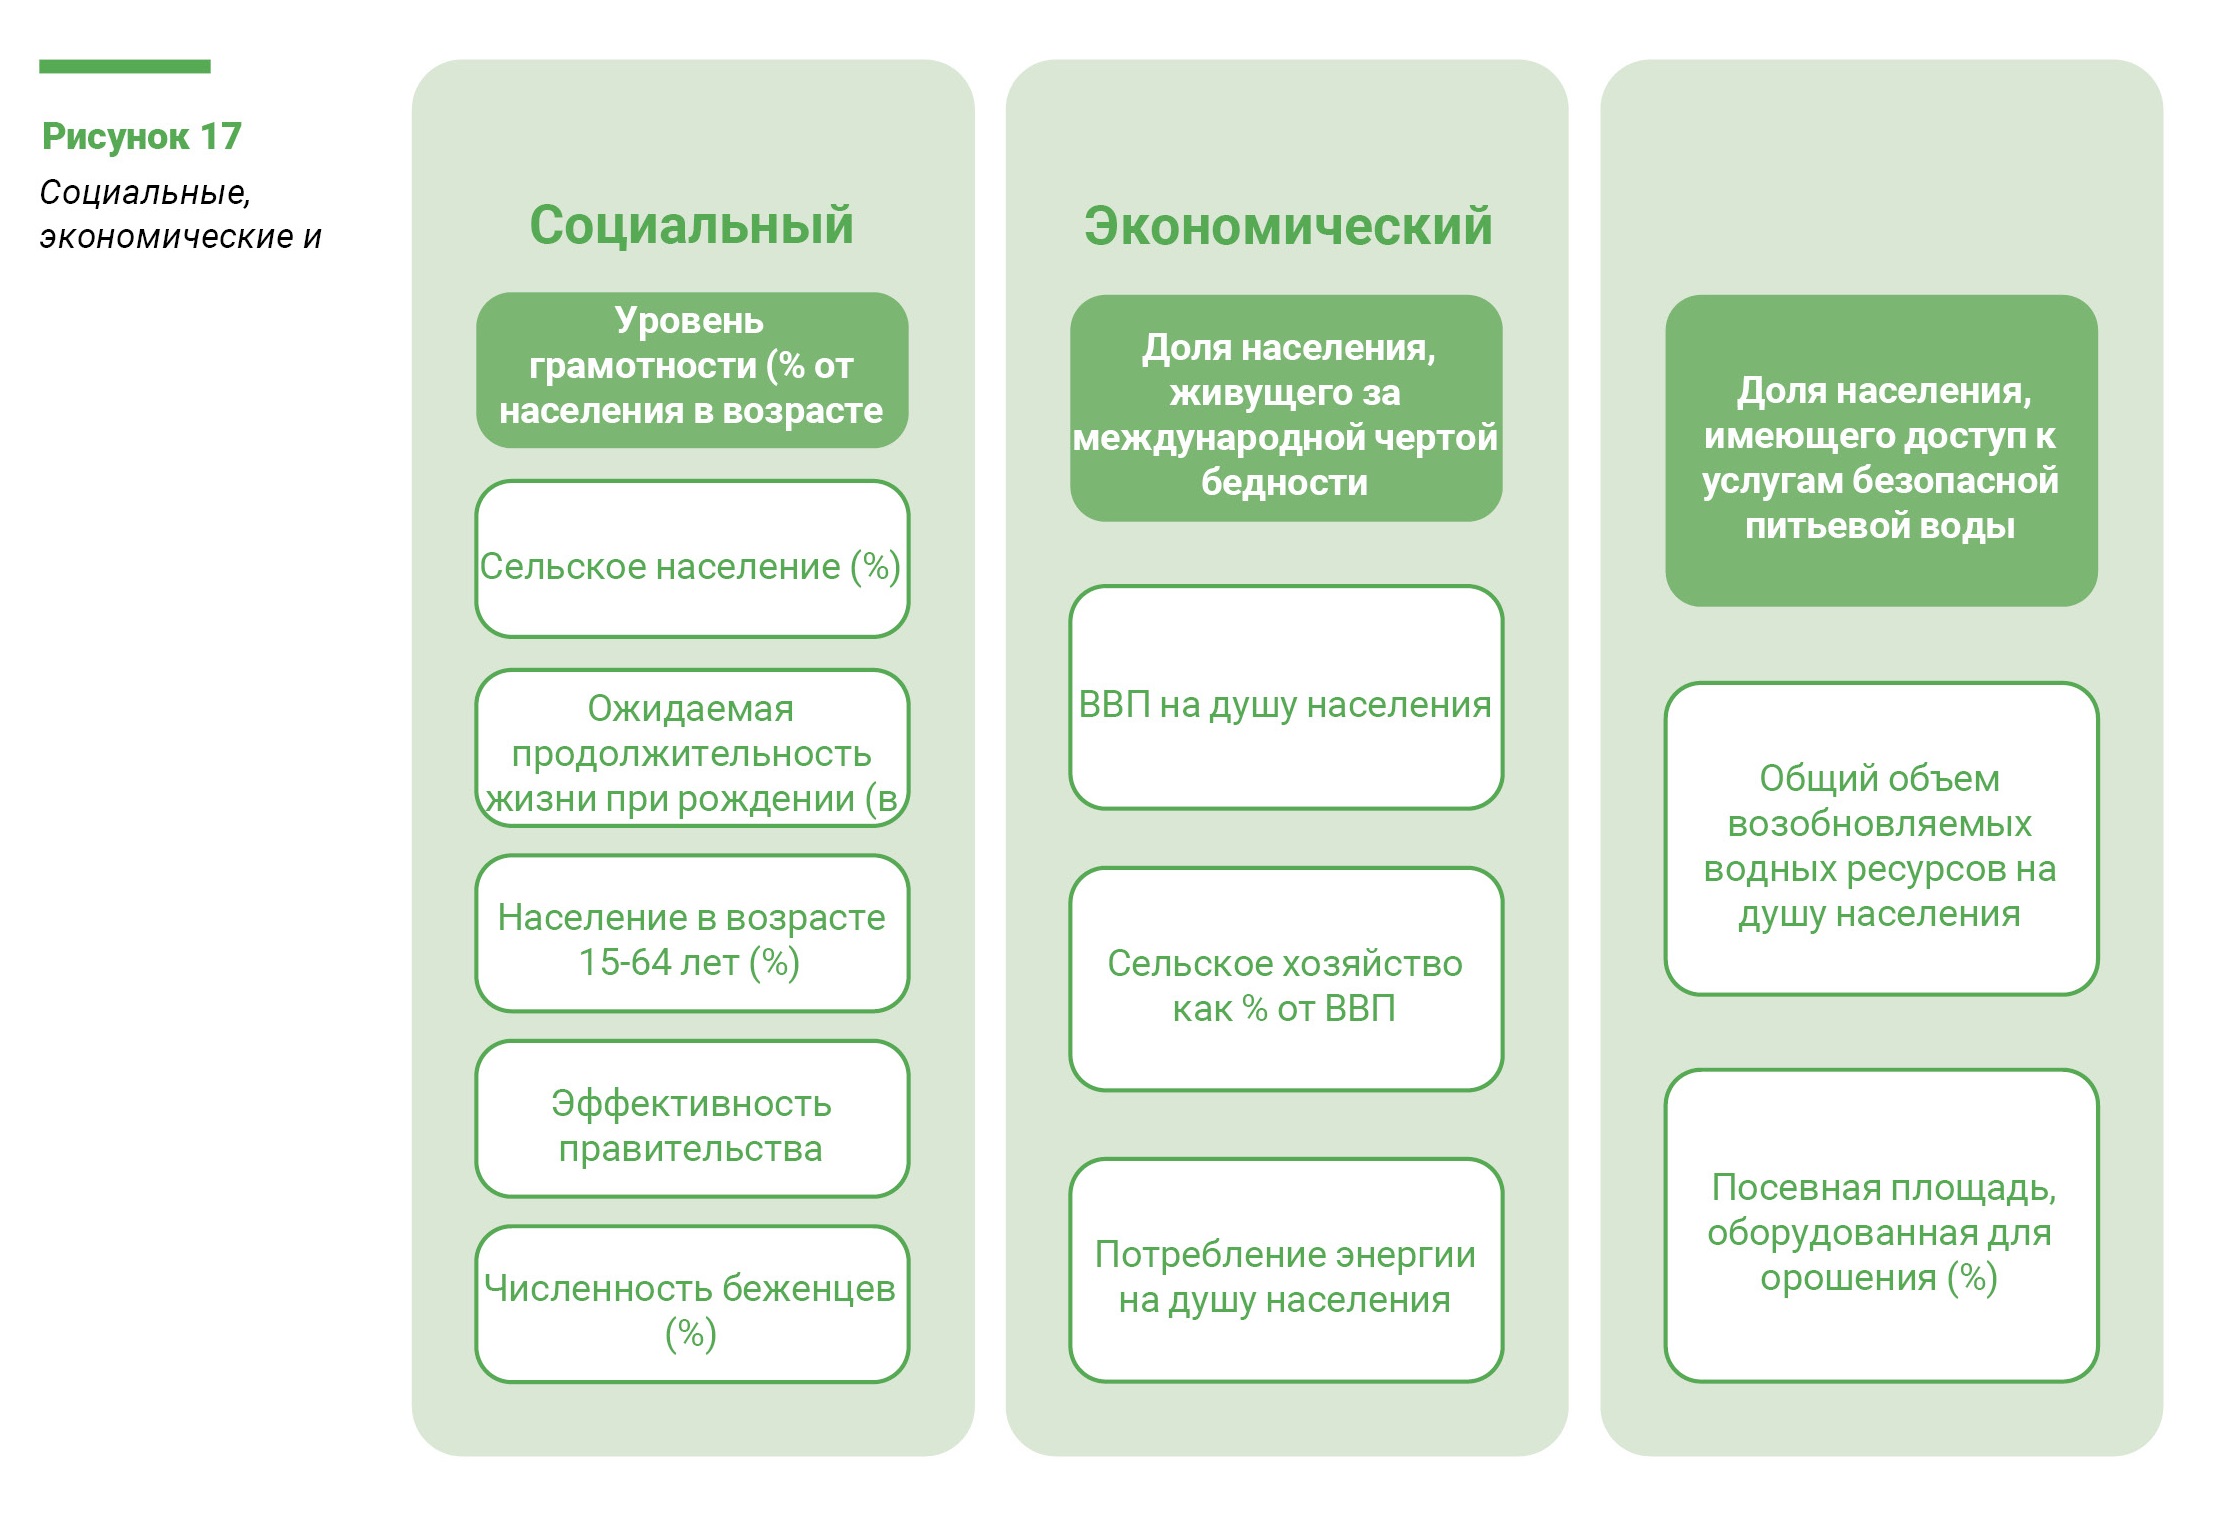 Рисунок 17
Социальные,
экономические и
Социальный
Уровень
грамотности (% от
населения в возрасте
Сельское население (%)
Ожидаемая
продолжительность
жизни при рождении (в
Население в возрасте
15-64 лет (%)
Эффективность
правительства
Численность беженцев
(%)
Экономический
Доля населения,
живущего за
международной чертой
бедности
ВВП на душу населения
Сельское хозяйство
как % от ВВП
Потребление энергии
на душу населения
Доля населения,
имеющего доступ к
услугам безопасной
питьевой воды
Общий объем
возобновляемых
водных ресурсов на
душу населения
Посевная площадь,
оборудованная для
орошения (%)